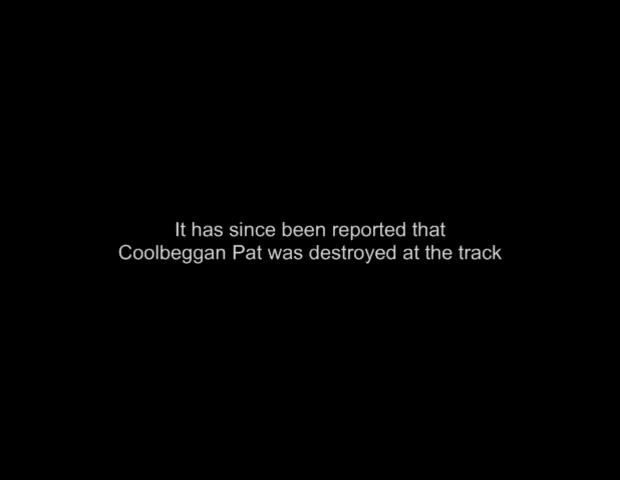 It has since been reported that
Coolbeggan Pat was destroyed at the track